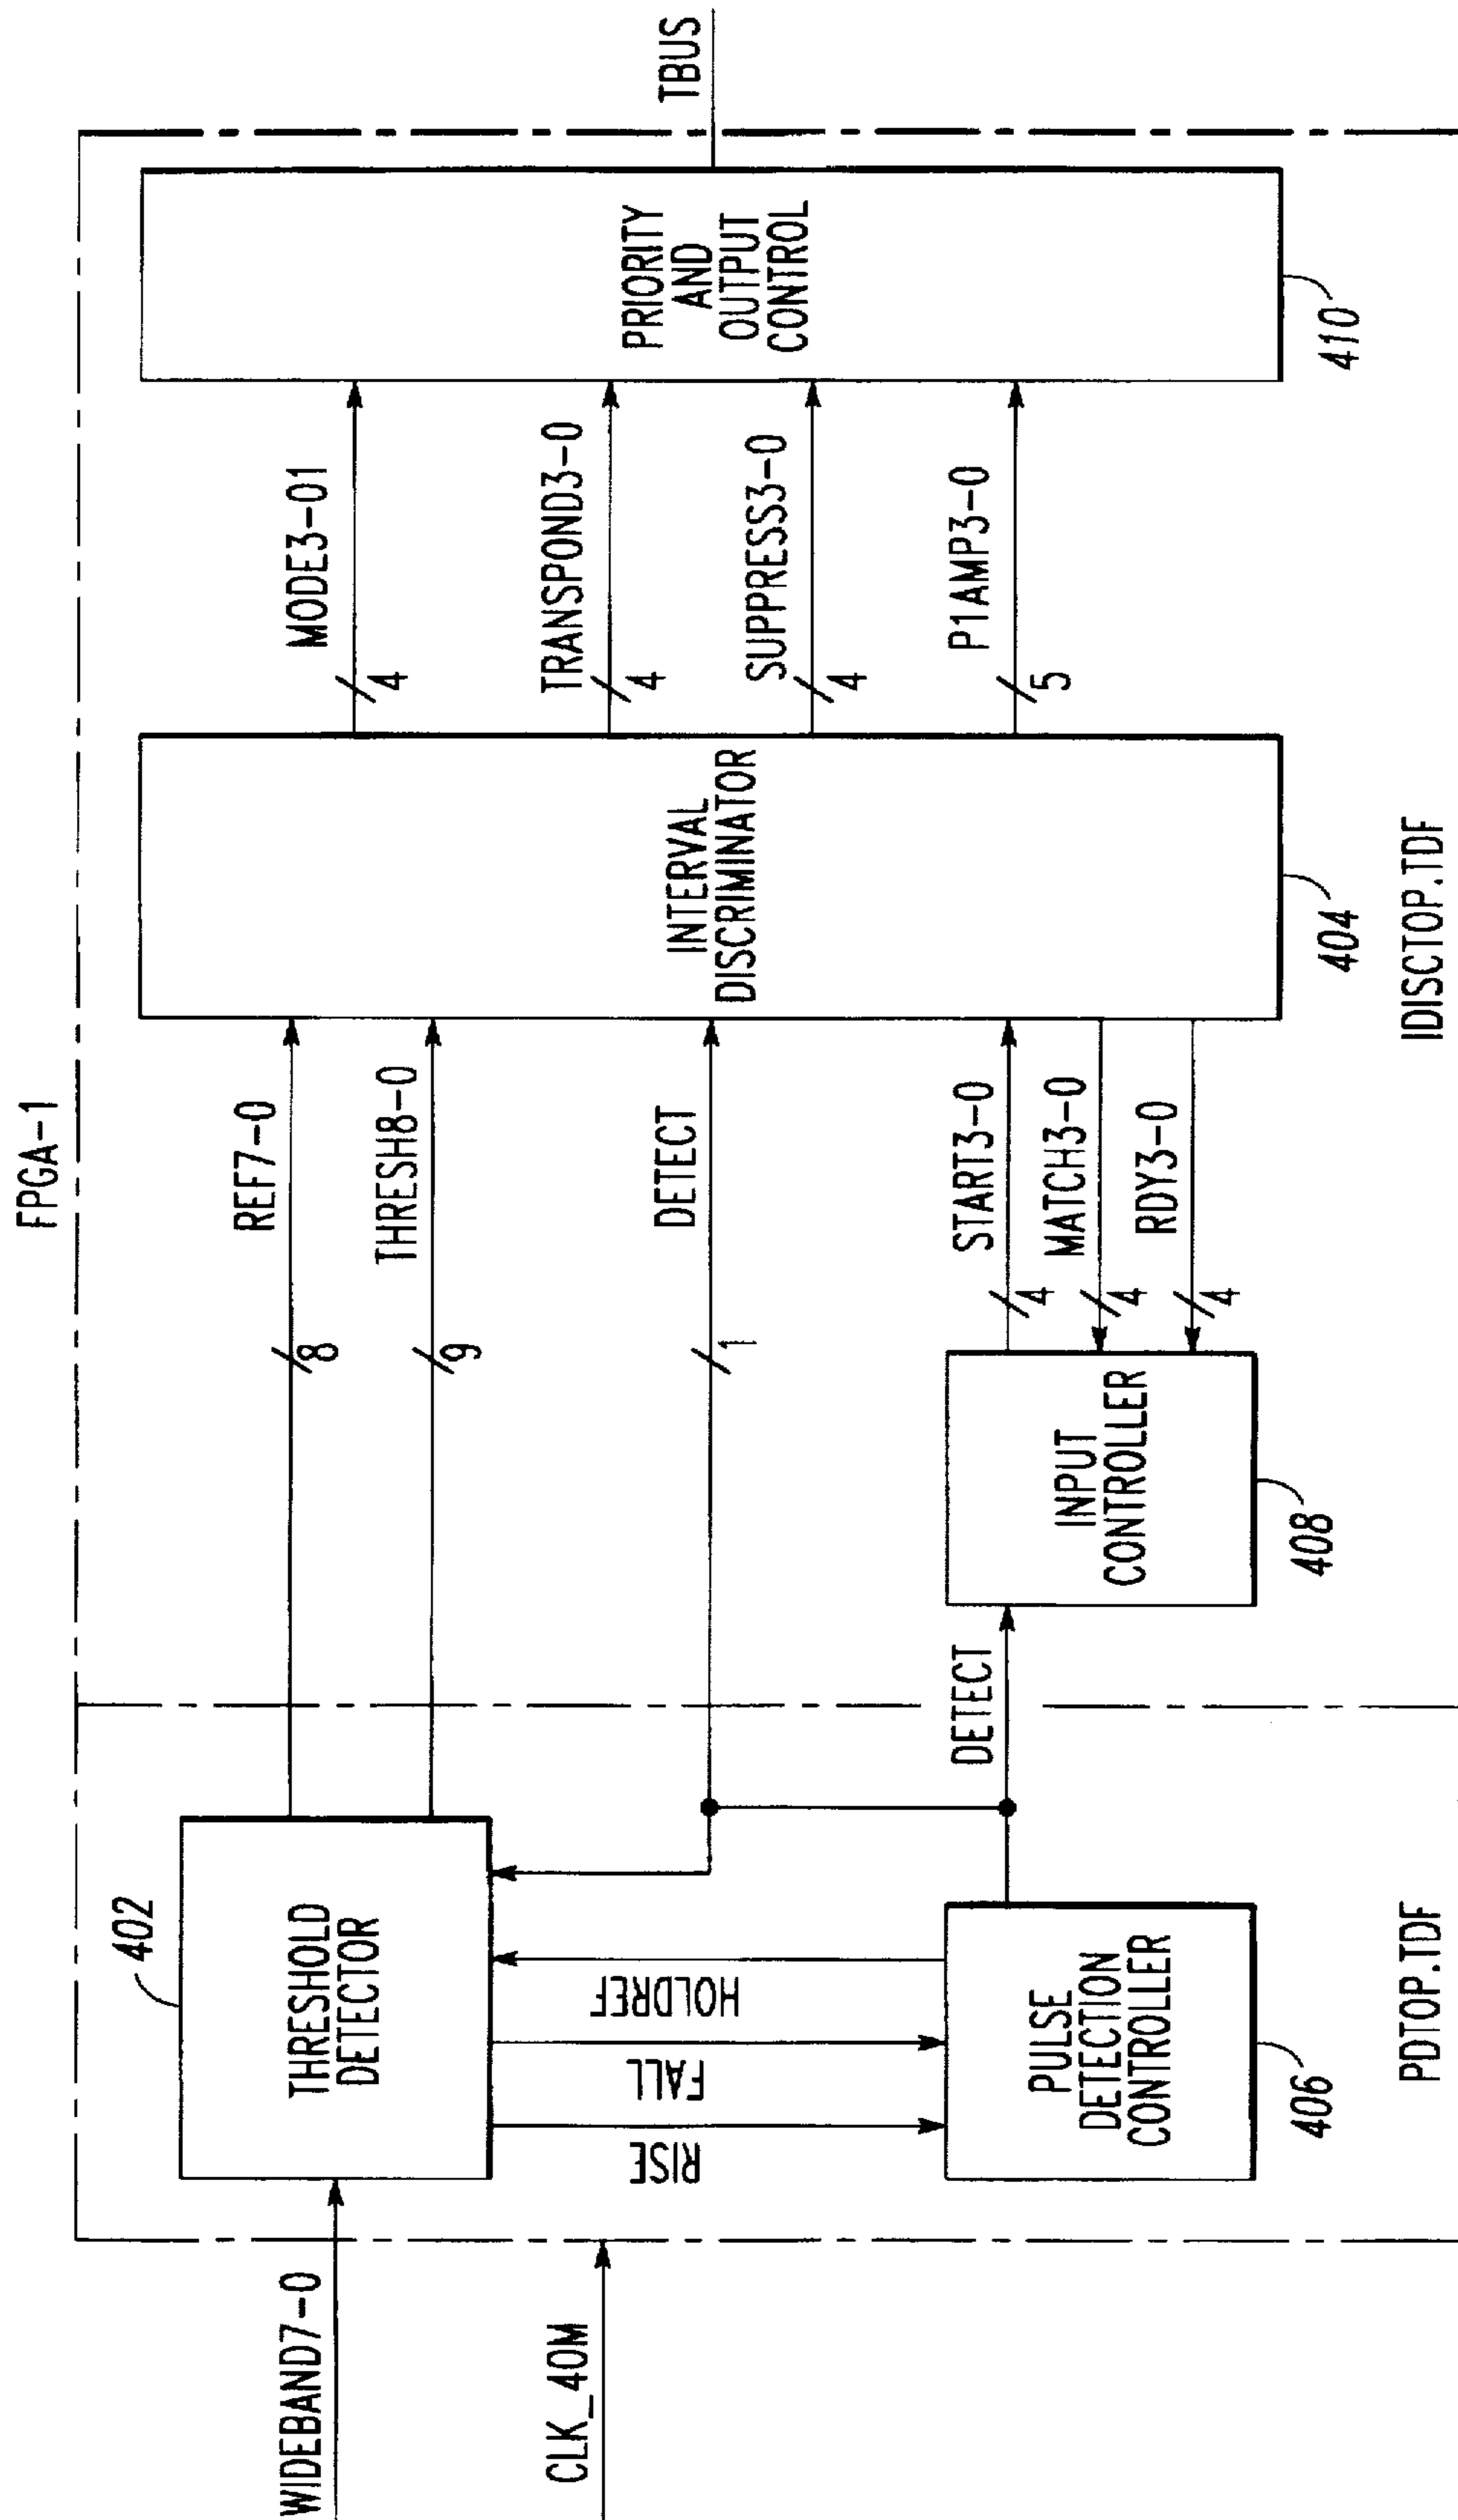 FPGA-1
WIDEBAND7-0
CLK_40M
402
THRESHOLD
DETECTOR
RISE
FALL
HOLDREF
PULSE
DETECTION
CONTROLLER
406
PDTOP.TDF
DETECT
REF7-0
8
THRESH8-0
9
DETECT
1
INPUT
CONTROLLER
408
START3-0
4
MATCH3-0
4
RDY3-0
4
INTERVAL
DISCRIMINATOR
404
IDISCTOP.TDF
MODE3-01
4
TRANSPOND3-0
4
SUPPRESS3-0
4
P1AMP3-0
5
PRIORITY
AND
OUTPUT
CONTROL
410
TBUS